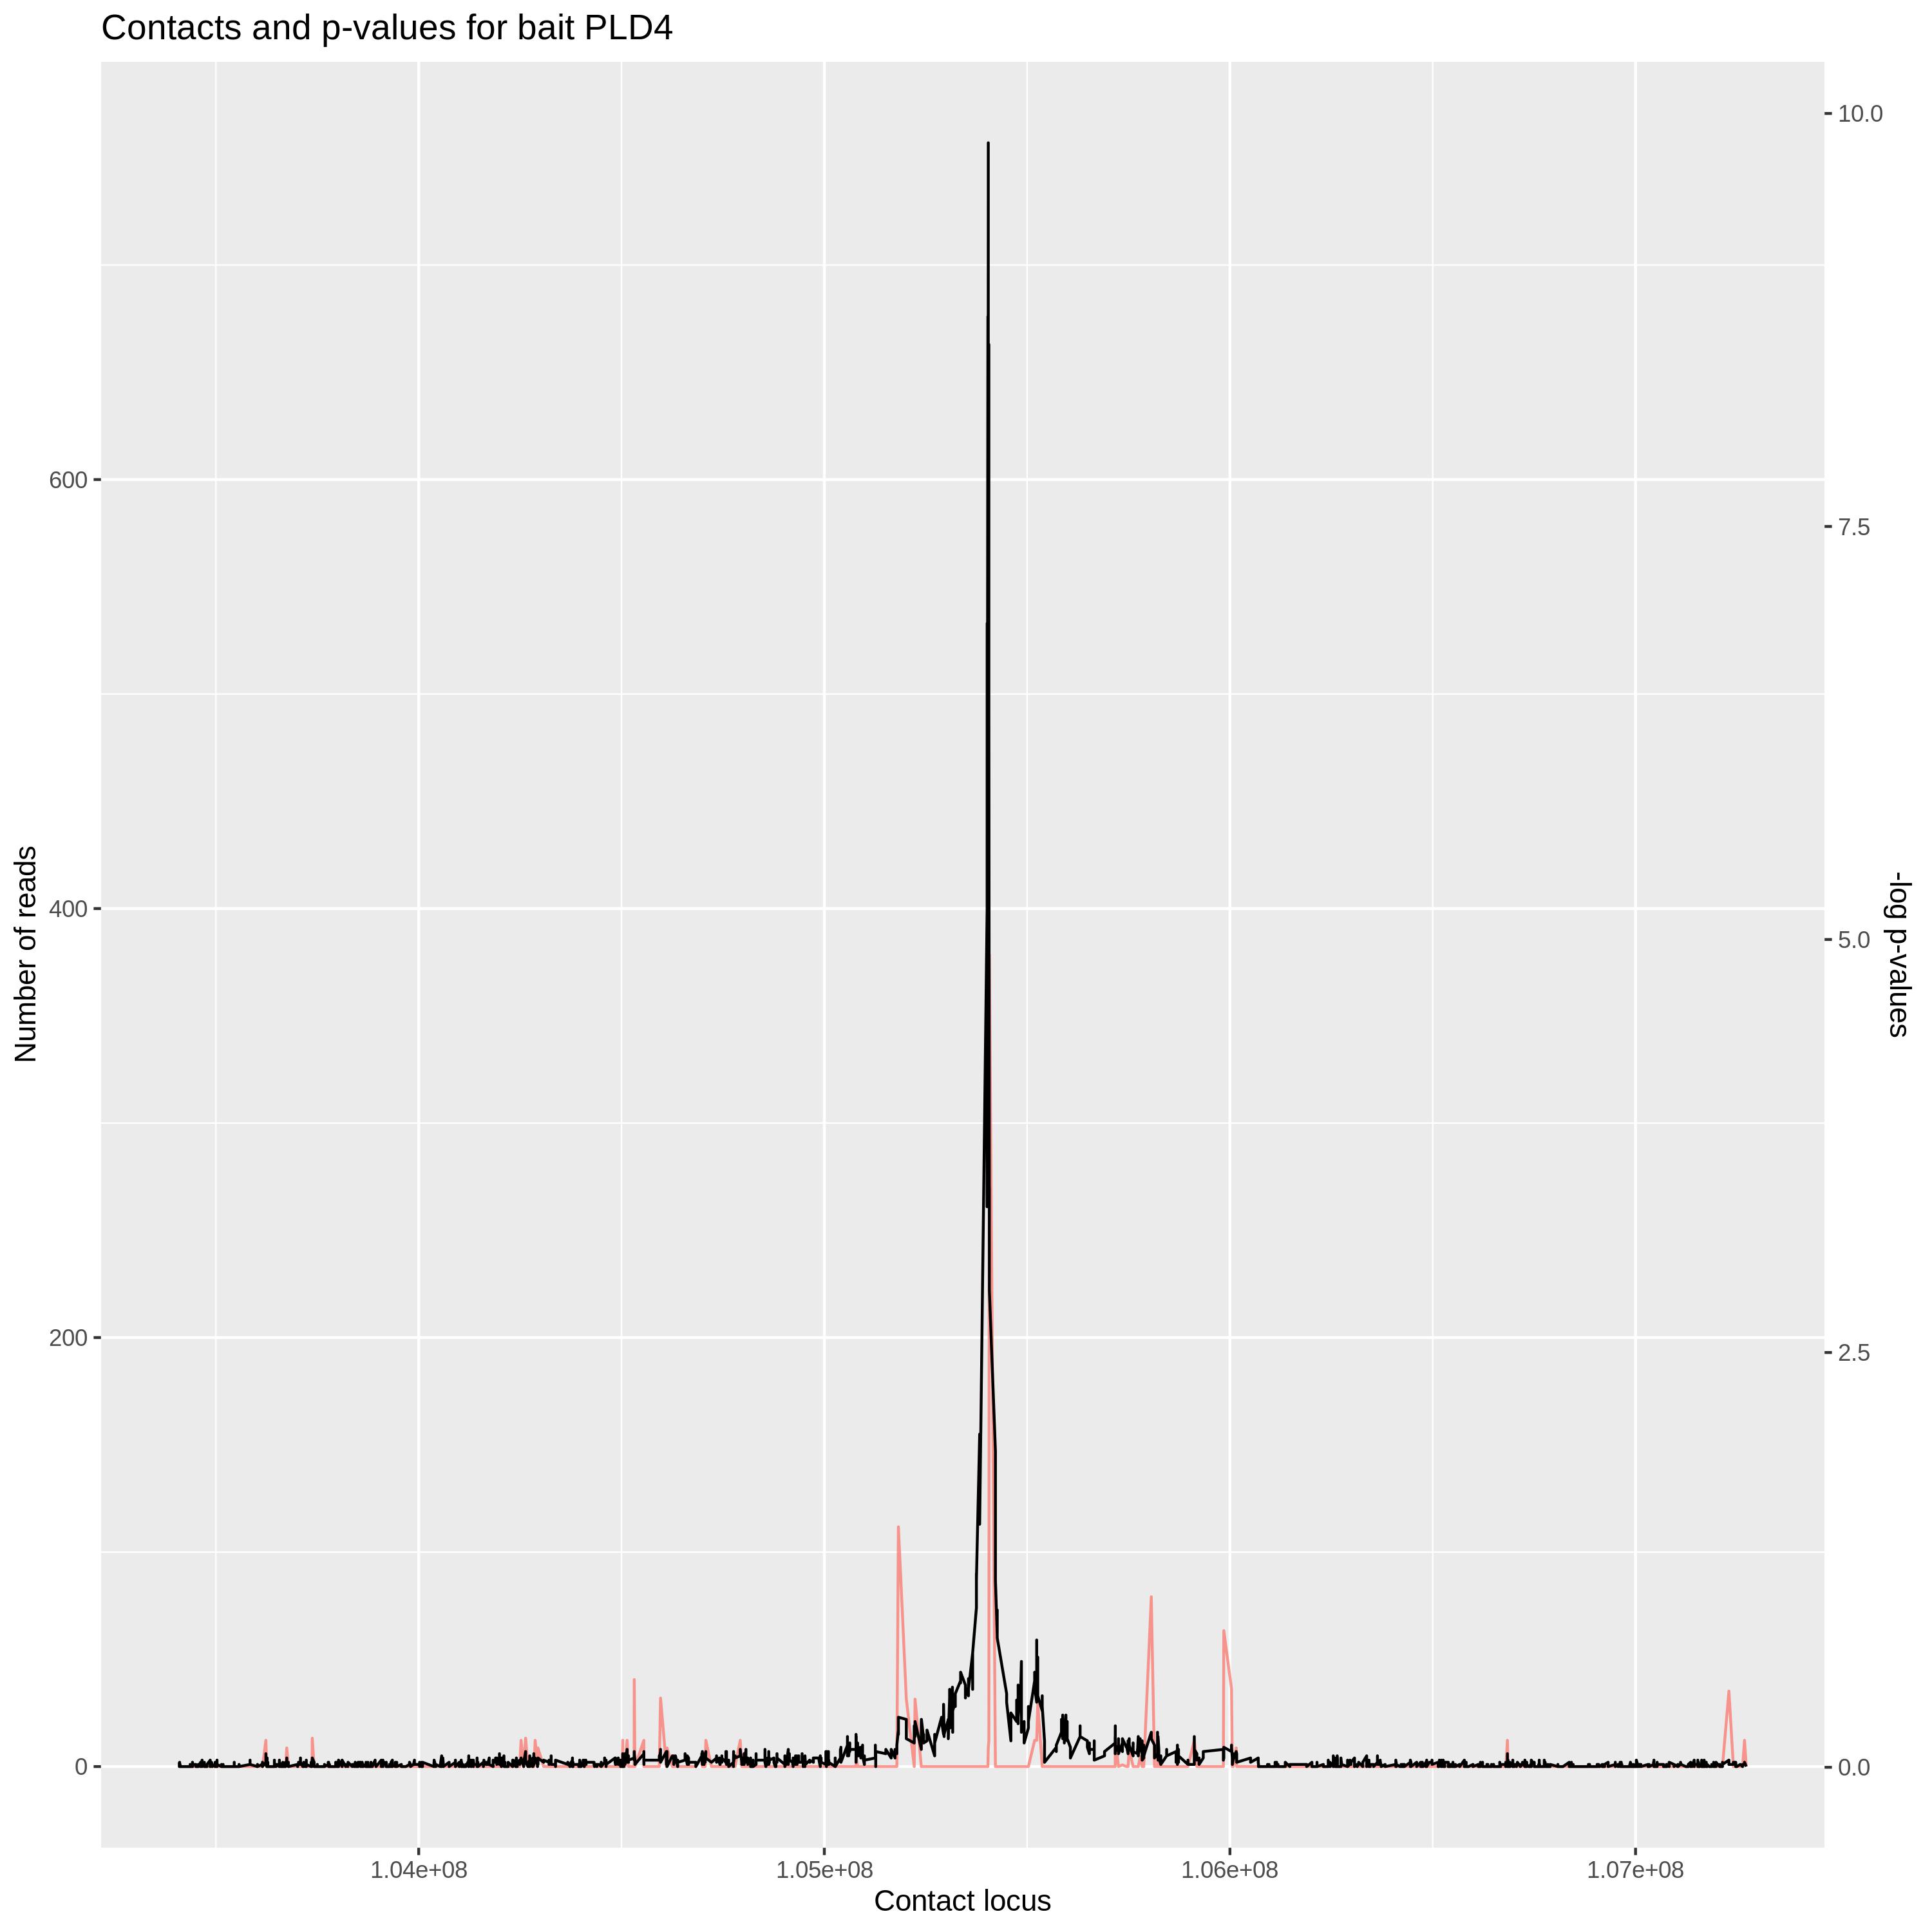 Contacts and p-values for bait PLD4
10.0
7.5
5.0
2.5
0.0
600
400
200
0
Number of reads
-log p-values
1.04e+08
1.05e+08
1.06e+08
1.07e+08
Contact locus